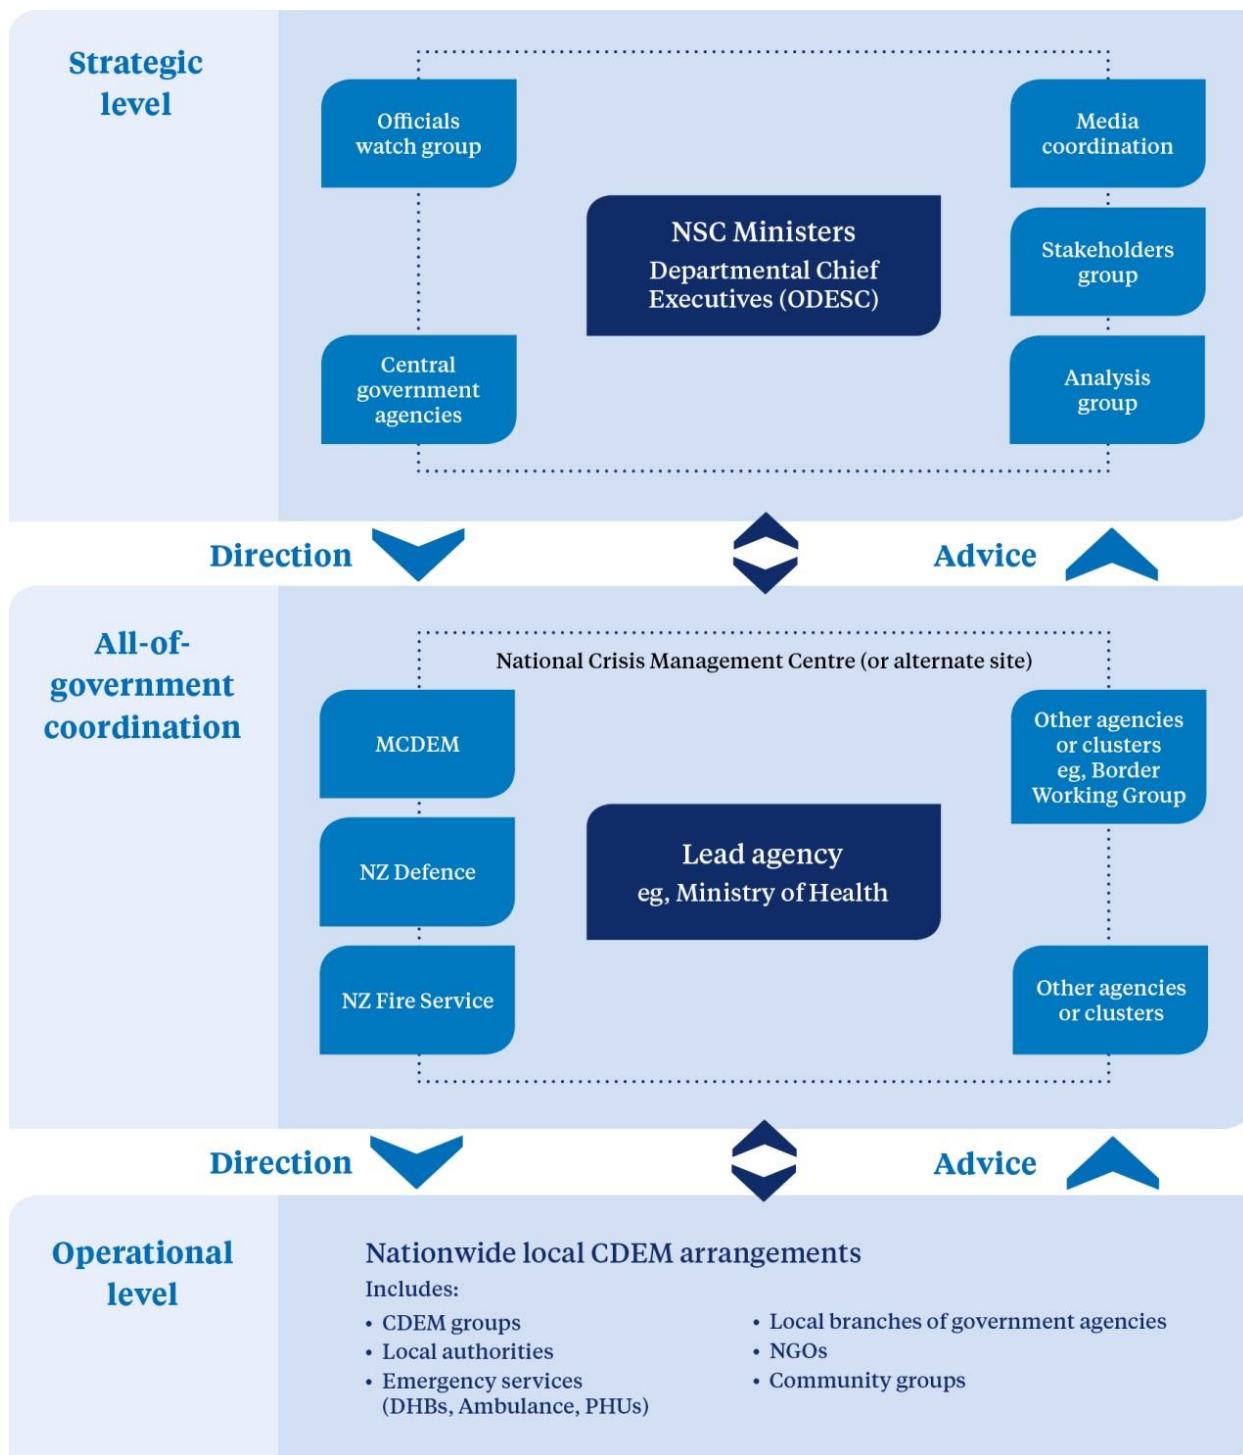 Strategic
level
Officials
watch group
Central
government
agencies
NSC Ministers
Departmental Chief
Executives (ODESC)
Media
coordination
Stakeholders
group
Analysis
group
Direction
Advice
All-of-
government
coordination
National Crisis Management Centre (or alternate site)
MCDEM
NZ Defence
NZ Fire Service
Lead agency
eg, Ministry of Health
Other agencies
or clusters
eg, Border
Working Group
Other agencies
or clusters
Direction
Advice
Operational
level
Nationwide local CDEM arrangements
Includes:
• CDEM groups
• Local authorities
• Emergency services
(DHBs, Ambulance, PHUs)
• Local branches of government agencies
• NGOs
• Community groups